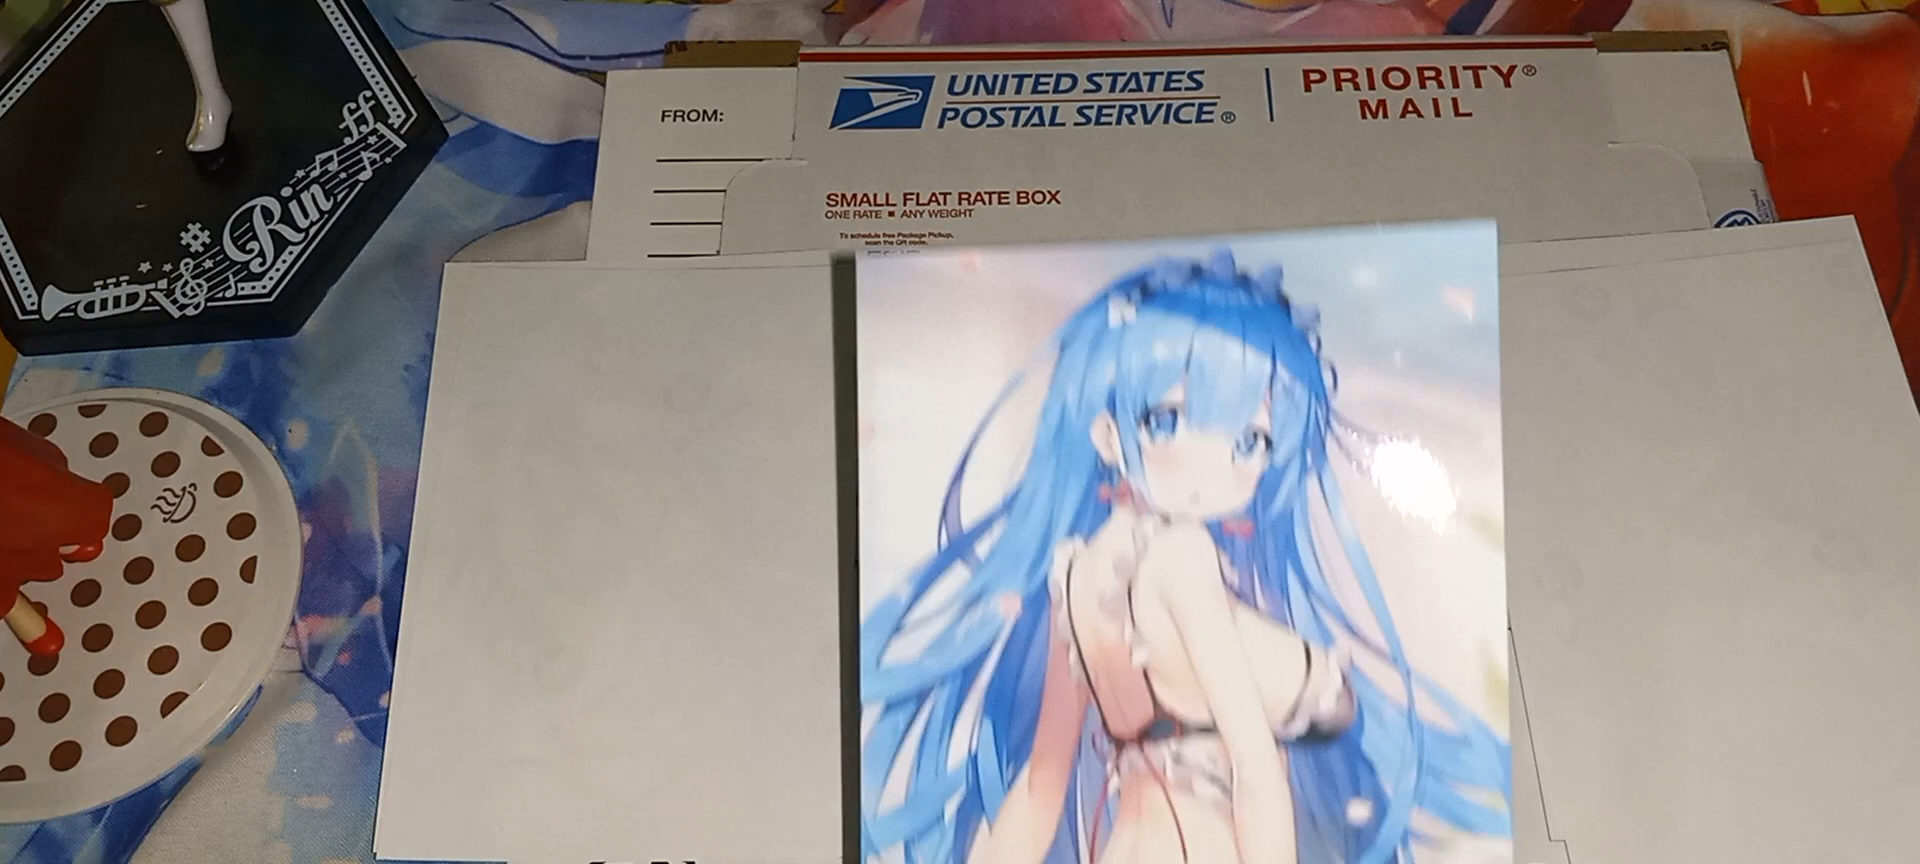 FROM:
UNITED STATES
POSTAL SERVICE®
PRIORITY®
MAIL
SMALL FLAT RATE BOX
ONE RATE ■ ANY WEIGHT
To schedule free Package Pickup,
scan the QR code.
Rin
ff